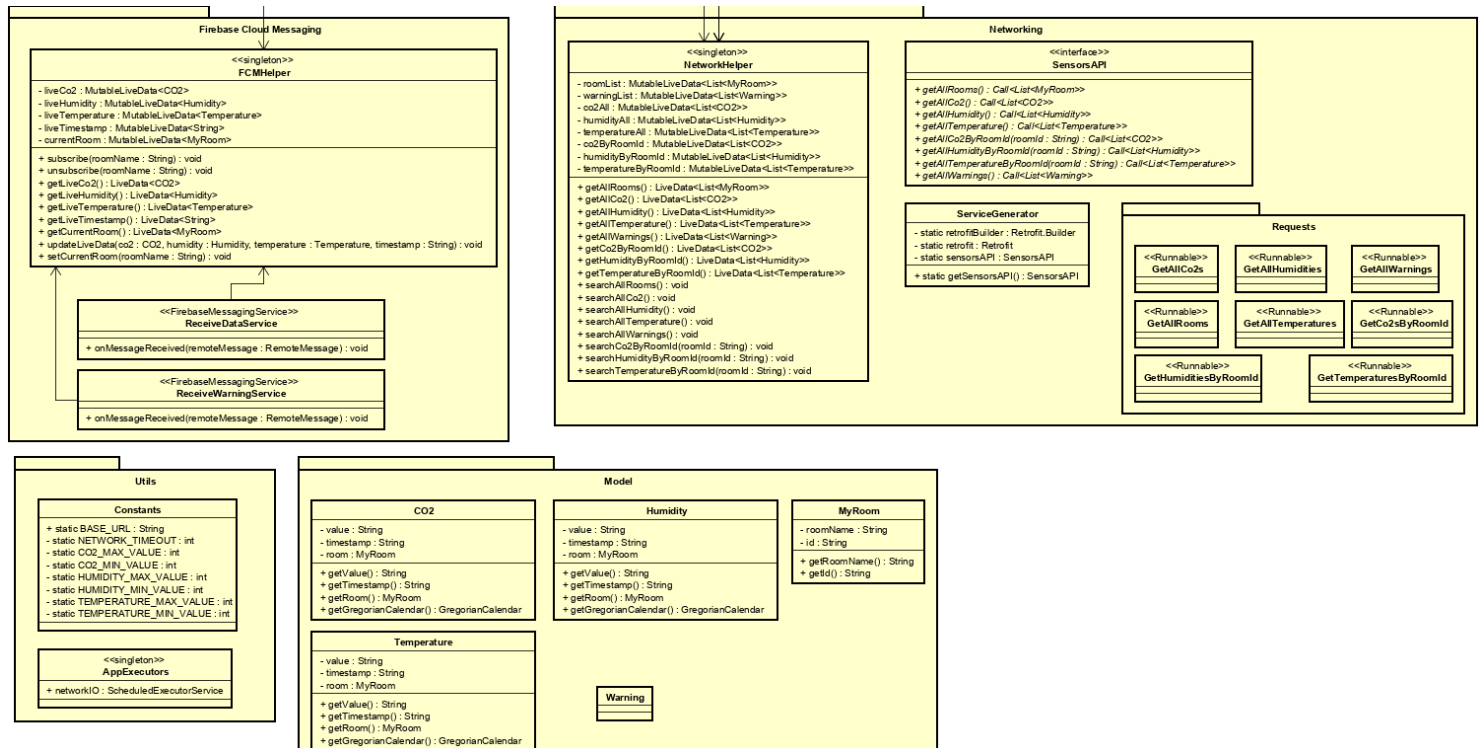 Firebase Cloud Messaging
<<singleton>>
FCMHelper
- liveCo2 : MutableLiveData<CO2>
- liveHumidity : MutableLiveData<Humidity>
- liveTemperature : MutableLiveData<Temperature>
- liveTimestamp : MutableLiveData<String>
- currentRoom : MutableLiveData<MyRoom>
+ subscribe(roomName : String) : void
+ unsubscribe(roomName : String) : void
+ getLiveCo2() : LiveData<CO2>
+ getLiveHumidity() : LiveData<Humidity>
+ getLiveTemperature() : LiveData<Temperature>
+ getLiveTimestamp() : LiveData<String>
+ getCurrentRoom() : LiveData<MyRoom>
+ updateLiveData(co2 : CO2, humidity : Humidity, temperature : Temperature, timestamp : String) : void
+ setCurrentRoom(roomName : String) : void
<<FirebaseMessagingService>>
ReceiveDataService
+ onMessageReceived(remoteMessage : RemoteMessage) : void
<<FirebaseMessagingService>>
ReceiveWarningService
+ onMessageReceived(remoteMessage : RemoteMessage) : void
Networking
<<singleton>>
NetworkHelper
- roomList : MutableLiveData<List<MyRoom>>
- warningList : MutableLiveData<List<Warning>>
- co2All : MutableLiveData<List<CO2>>
- humidityAll : MutableLiveData<List<Humidity>>
- temperatureAll : MutableLiveData<List<Temperature>>
- co2ByRoomId : MutableLiveData<List<CO2>>
- humidityByRoomId : MutableLiveData<List<Humidity>>
- temperatureByRoomId : MutableLiveData<List<Temperature>>
+ getAllRooms() : LiveData<List<MyRoom>>
+ getAllCo2() : LiveData<List<CO2>>
+ getAllHumidity() : LiveData<List<Humidity>>
+ getAllTemperature() : LiveData<List<Temperature>>
+ getAllWarnings() : LiveData<List<Warning>>
+ getCo2ByRoomId() : LiveData<List<CO2>>
+ getHumidityByRoomId() : LiveData<List<Humidity>>
+ getTemperatureByRoomId() : LiveData<List<Temperature>>
+ searchAllRooms() : void
+ searchAllCo2() : void
+ searchAllHumidity() : void
+ searchAllTemperature() : void
+ searchAllWarnings() : void
+ searchCo2ByRoomId(roomId : String) : void
+ searchHumidityByRoomId(roomId : String) : void
+ searchTemperatureByRoomId(roomId : String) : void
<<interface>>
SensorsAPI
+ getAllRooms() : Call<List<MyRoom>>
+ getAllCo2() : Call<List<CO2>>
+ getAllHumidity() : Call<List<Humidity>>
+ getAllTemperature() : Call<List<Temperature>>
+ getAllCo2ByRoomId(roomId : String) : Call<List<CO2>>
+ getAllHumidityByRoomId(roomId : String) : Call<List<Humidity>>
+ getAllTemperatureByRoomId(roomId : String) : Call<List<Temperature>>
+ getAllWarnings() : Call<List<Warning>>
ServiceGenerator
- static retrofitBuilder : Retrofit.Builder
- static retrofit : Retrofit
- static sensorsAPI : SensorsAPI
+ static getSensorsAPI() : SensorsAPI
Requests
<<Runnable>>
GetAllCo2s
<<Runnable>>
GetAllHumidities
<<Runnable>>
GetAllWarnings
<<Runnable>>
GetAllRooms
<<Runnable>>
GetAllTemperatures
<<Runnable>>
GetCo2sByRoomId
<<Runnable>>
GetHumiditiesByRoomId
<<Runnable>>
GetTemperaturesByRoomId
Utils
Constants
+ static BASE_URL : String
- static NETWORK_TIMEOUT : int
- static CO2_MAX_VALUE : int
- static CO2_MIN_VALUE : int
- static HUMIDITY_MAX_VALUE : int
- static HUMIDITY_MIN_VALUE : int
- static TEMPERATURE_MAX_VALUE : int
- static TEMPERATURE_MIN_VALUE : int
<<singleton>>
AppExecutors
+ networkIO : ScheduledExecutorService
Model
CO2
- value : String
- timestamp : String
- room : MyRoom
+ getValue() : String
+ getTimestamp() : String
+ getRoom() : MyRoom
+ getGregorianCalendar() : GregorianCalendar
Humidity
- value : String
- timestamp : String
- room : MyRoom
+ getValue() : String
+ getTimestamp() : String
+ getRoom() : MyRoom
+ getGregorianCalendar() : GregorianCalendar
MyRoom
- roomName : String
- id : String
+ getRoomName() : String
+ getId() : String
Temperature
- value : String
- timestamp : String
- room : MyRoom
+ getValue() : String
+ getTimestamp() : String
+ getRoom() : MyRoom
+ getGregorianCalendar() : GregorianCalendar
Warning